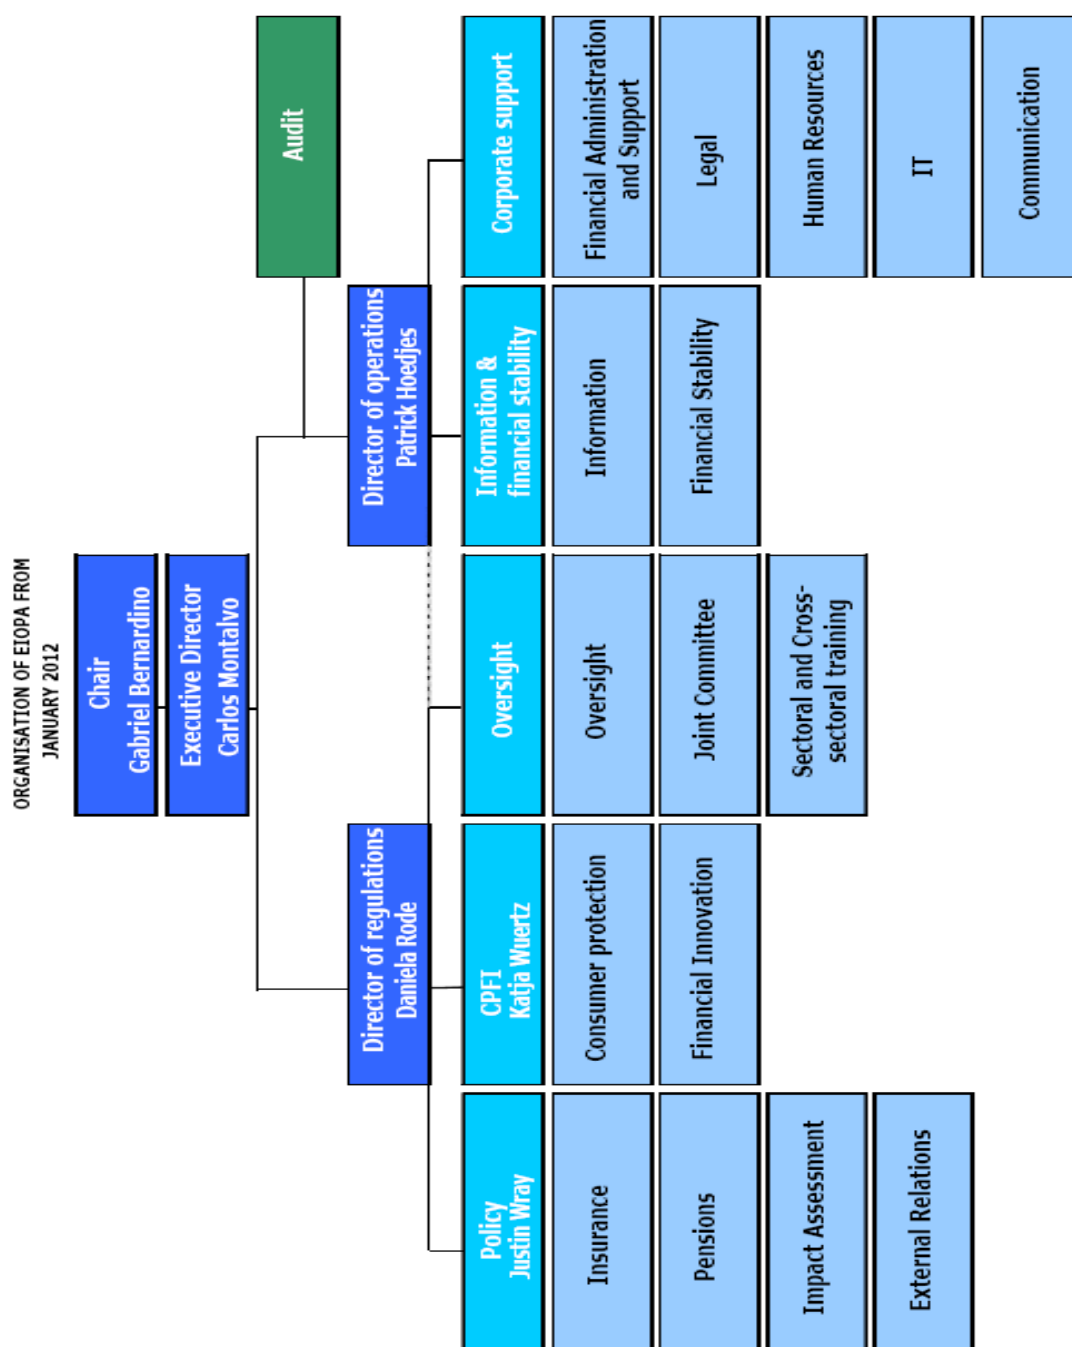 ORGANISATION OF EIOPA FROM
JANUARY 2012
Chair
Gabriel Bernardino
Executive Director
Carlos Montalvo
Audit
Director of regulations
Daniela Rode
Director of operations
Patrick Hoedjes
Policy
Justin Wray
Insurance
Pensions
Impact Assessment
External Relations
CPFI
Katja Wuertz
Consumer protection
Financial Innovation
Oversight
Oversight
Joint Committee
Sectoral and Cross-
sectoral training
Information &
financial stability
Information
Financial Stability
Corporate support
Financial Administration
and Support
Legal
Human Resources
IT
Communication